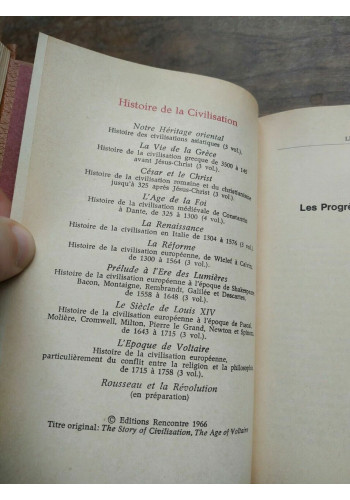 Histoire de la Civilisation
Notre Héritage oriental
Histoire des civilisations asiatiques (3 vol.).
La Vie de la Grèce
Histoire de la civilisation grecque de 3500 à 146
avant Jésus-Christ (3 vol.).
César et le Christ
Histoire de la civilisation romaine et du christianisme
jusqu'à 325 après Jésus-Christ (3 vol.).
L'Age de la Foi
Histoire de la civilisation médiévale de Constantin
à Dante, de 325 à 1300 (4 vol.).
La Renaissance
Histoire de la civilisation en Italie de 1304 à 1576 (3 vol.).
La Réforme
Histoire de la civilisation européenne, de Wiclef à Calvin,
de 1300 à 1564 (3 vol.).
Prélude à l'Ere des Lumières
Histoire de la civilisation européenne à l'époque de Shakespeare,
Bacon, Montaigne, Rembrandt, Galilée et Descartes,
de 1558 à 1648 (3 vol.).
Le Siècle de Louis XIV
Histoire de la civilisation européenne à l'époque de Pascal,
Molière, Cromwell, Milton, Pierre le Grand, Newton et Spinoza,
de 1643 à 1715 (3 vol.).
L'Epoque de Voltaire
Histoire de la civilisation européenne,
particulièrement du conflit entre la religion et la philosophie
de 1715 à 1758 (3 vol.).
Rousseau et la Révolution
(en préparation)
© Editions Rencontre 1966
Titre original: The Story of Civilisation, The Age of Voltaire
Les Progrè